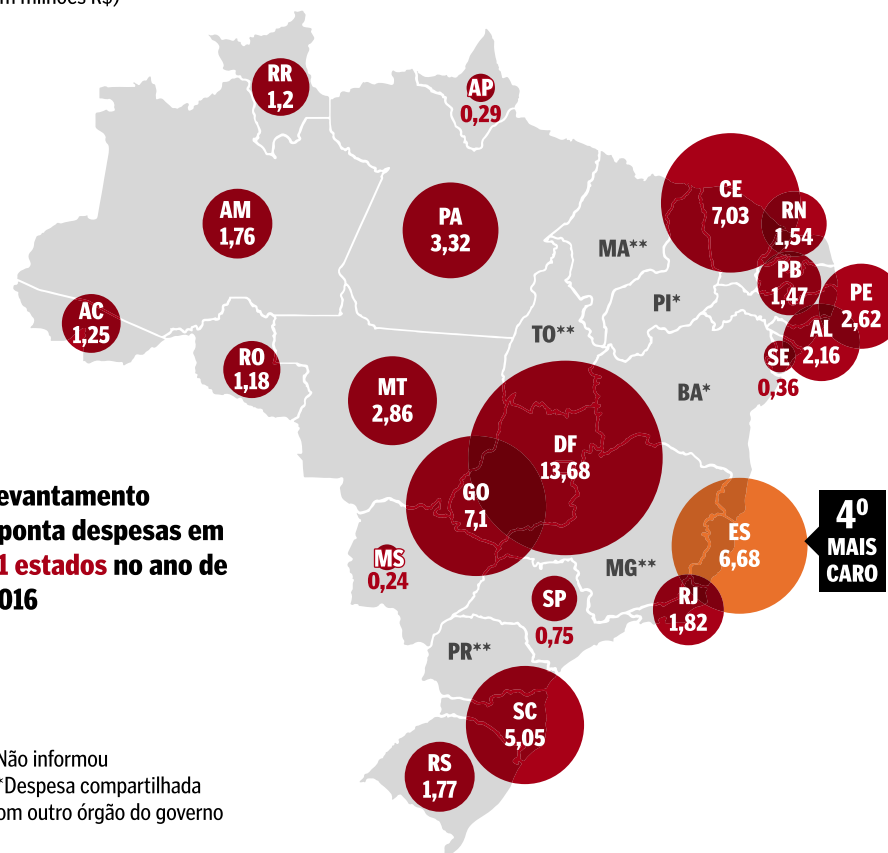 m milhões R$)
RR
1,2
AP
0,29
CE
7,03
RN
1,54
AM
1,76
PA
3,32
MA**
PB
1,47
PE
2,62
PI*
AC
1,25
TO**
AL
2,16
RO
1,18
SE
0,36
MT
2,86
BA*
DF
13,68
GO
7,1
evantamento
ponta despesas em
1 estados no ano de
016
ES
6,68
4º
MAIS
CARO
MS
0,24
MG**
SP
0,75
RJ
1,82
PR**
SC
5,05
RS
1,77
Não informou
*Despesa compartilhada
om outro órgão do governo